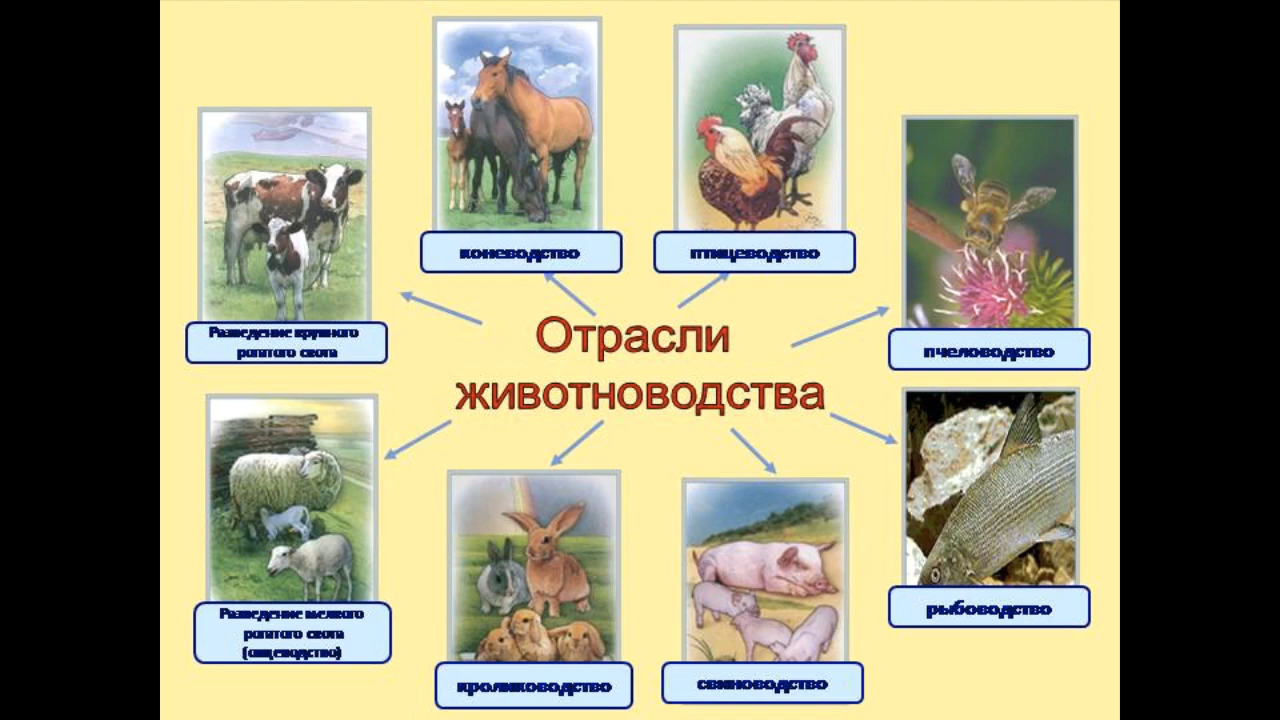 коневодство
птицеводство
Разведение крупного
рогатого скота
пчеловодство
Отрасли
животноводства
Разведение мелкого
рогатого скота
(овцеводство)
кролиководство
свиноводство
рыбоводство